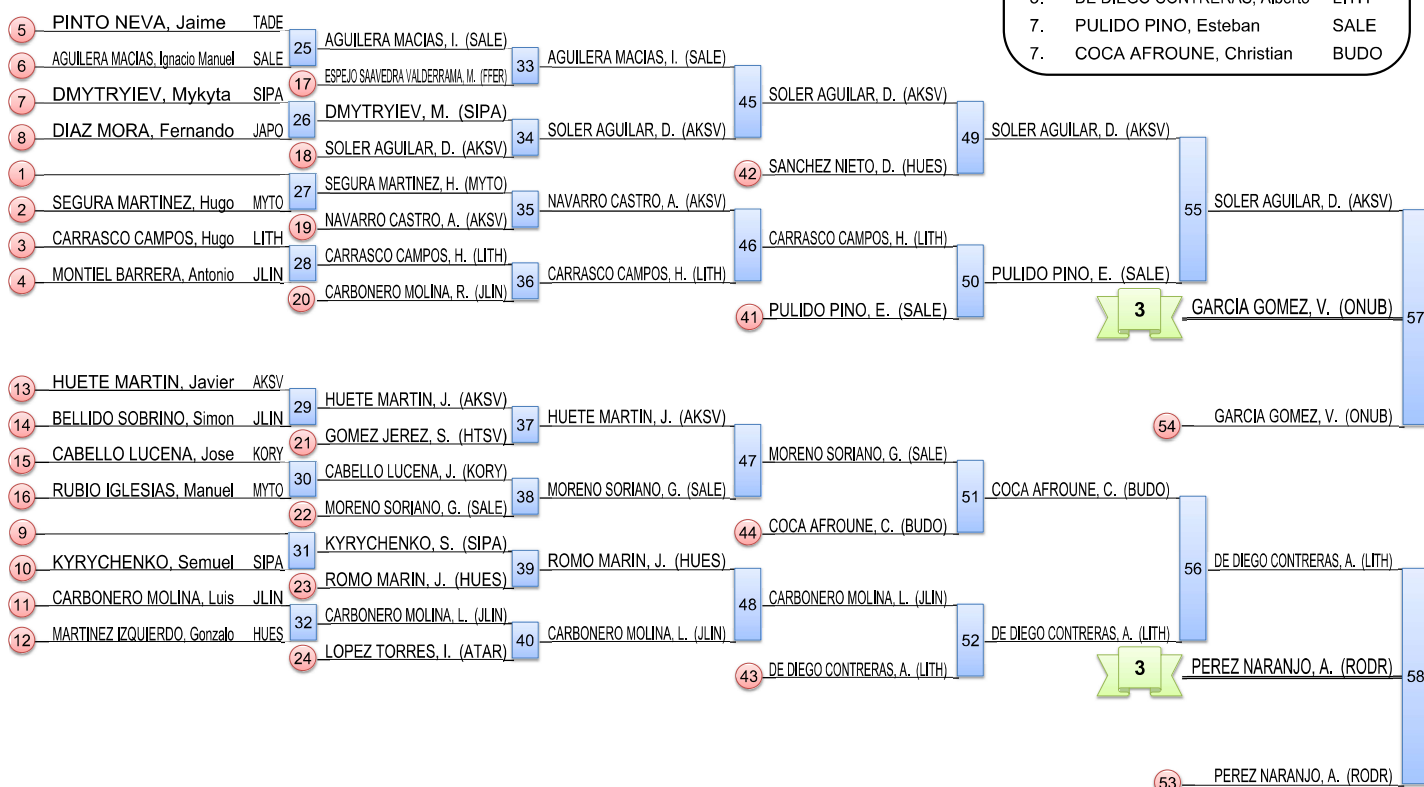 5 PINTO NEVA, Jaime TADE
6 AGUILERA MACIAS, Ignacio Manuel SALE
7 DMYTRYIEV, Mykyta SIPA
8 DIAZ MORA, Fernando JAPO
1
2 SEGURA MARTINEZ, Hugo MYTO
3 CARRASCO CAMPOS, Hugo LITH
4 MONTIEL BARRERA, Antonio JLIN
25 AGUILERA MACIAS, I. (SALE)
17 ESPEJO SAAVEDRA VALDERRAMA, M. (FFER)
26 DMYTRYIEV, M. (SIPA)
18 SOLER AGUILAR, D. (AKSV)
27 SEGURA MARTINEZ, H. (MYTO)
19 NAVARRO CASTRO, A. (AKSV)
28 CARRASCO CAMPOS, H. (LITH)
20 CARBONERO MOLINA, R. (JLIN)
33 AGUILERA MACIAS, I. (SALE)
34 SOLER AGUILAR, D. (AKSV)
35 NAVARRO CASTRO, A. (AKSV)
36 CARRASCO CAMPOS, H. (LITH)
45 SOLER AGUILAR, D. (AKSV)
42 SANCHEZ NIETO, D. (HUES)
46 CARRASCO CAMPOS, H. (LITH)
41 PULIDO PINO, E. (SALE)
49 SOLER AGUILAR, D. (AKSV)
50 PULIDO PINO, E. (SALE)
7. PULIDO PINO, Esteban SALE
7. COCA AFROUNE, Christian BUDO
55 SOLER AGUILAR, D. (AKSV)
3 GARCIA GOMEZ, V. (ONUB)
57
54 GARCIA GOMEZ, V. (ONUB)
13 HUETE MARTIN, Javier AKSV
14 BELLIDO SOBRINO, Simon JLIN
15 CABELLO LUCENA, Jose KORY
16 RUBIO IGLESIAS, Manuel MYTO
9
10 KYRYCHENKO, Semuel SIPA
11 CARBONERO MOLINA, Luis JLIN
12 MARTINEZ IZQUIERDO, Gonzalo HUES
29 HUETE MARTIN, J. (AKSV)
21 GOMEZ JEREZ, S. (HTSV)
30 CABELLO LUCENA, J. (KORY)
22 MORENO SORIANO, G. (SALE)
31 KYRYCHENKO, S. (SIPA)
23 ROMO MARIN, J. (HUES)
32 CARBONERO MOLINA, L. (JLIN)
24 LOPEZ TORRES, I. (ATAR)
37 HUETE MARTIN, J. (AKSV)
38 MORENO SORIANO, G. (SALE)
39 ROMO MARIN, J. (HUES)
40 CARBONERO MOLINA, L. (JLIN)
47 MORENO SORIANO, G. (SALE)
44 COCA AFROUNE, C. (BUDO)
48 CARBONERO MOLINA, L. (JLIN)
43 DE DIEGO CONTRERAS, A. (LITH)
51 COCA AFROUNE, C. (BUDO)
52 DE DIEGO CONTRERAS, A. (LITH)
56 DE DIEGO CONTRERAS, A. (LITH)
3 PEREZ NARANJO, A. (RODR)
58
53 PEREZ NARANJO, A. (RODR)